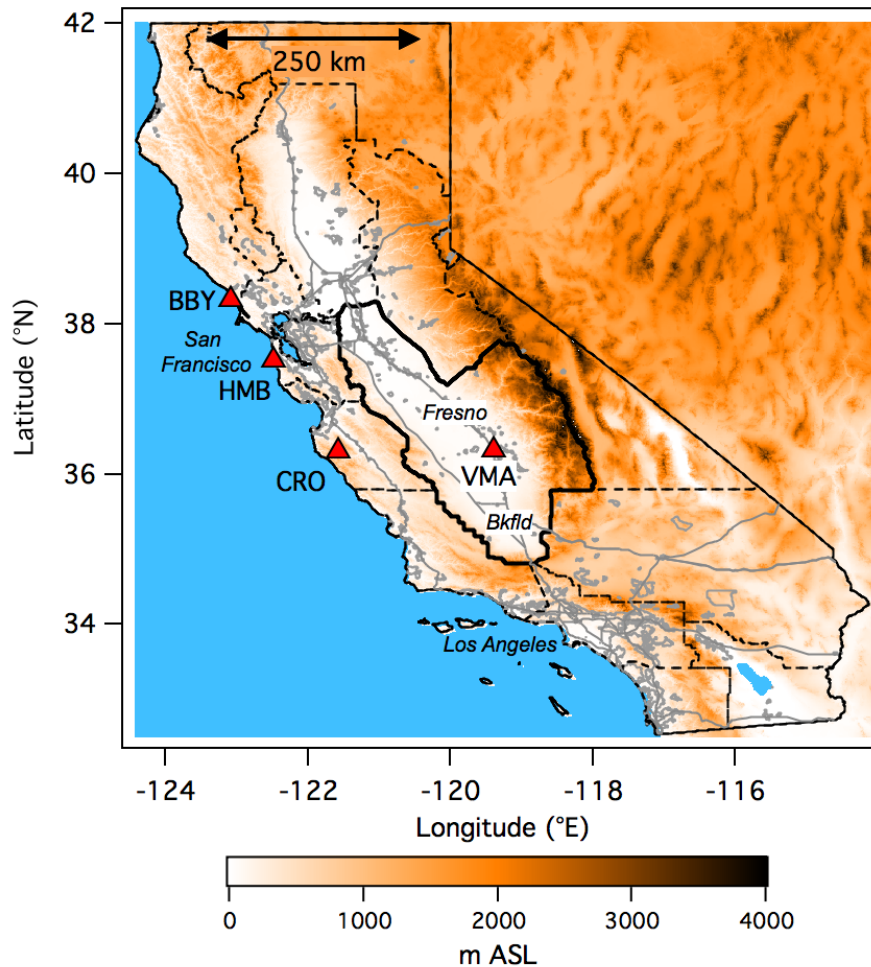 42
250 km
40
Latitude (°N)
BBY
38
San
Francisco
HMB
Fresno
36
CRO
VMA
Bkfld
34
Los Angeles
-124
-122
-120
-118
-116
Longitude (°E)
0
1000
2000
3000
4000
m ASL